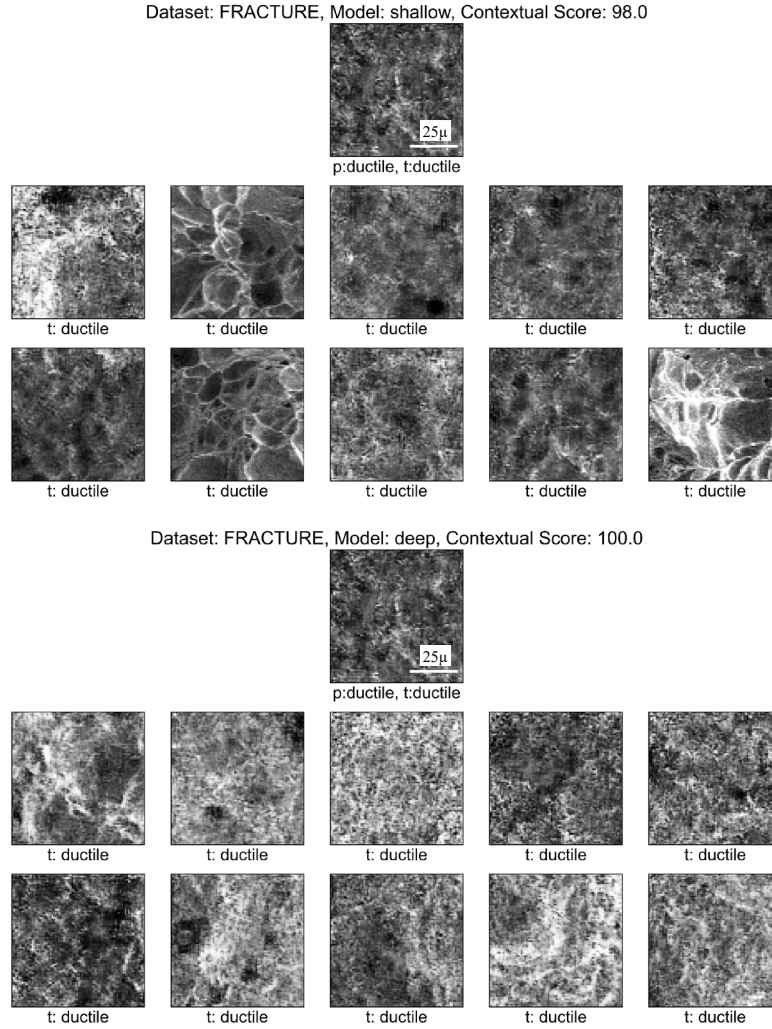 Dataset: FRACTURE, Model: shallow, Contextual Score: 98.0
25μ
p:ductile, t:ductile
t: ductile t: ductile t: ductile t: ductile t: ductile
t: ductile t: ductile t: ductile t: ductile t: ductile
Dataset: FRACTURE, Model: deep, Contextual Score: 100.0
25μ
p:ductile, t:ductile
t: ductile t: ductile t: ductile t: ductile t: ductile
t: ductile t: ductile t: ductile t: ductile t: ductile